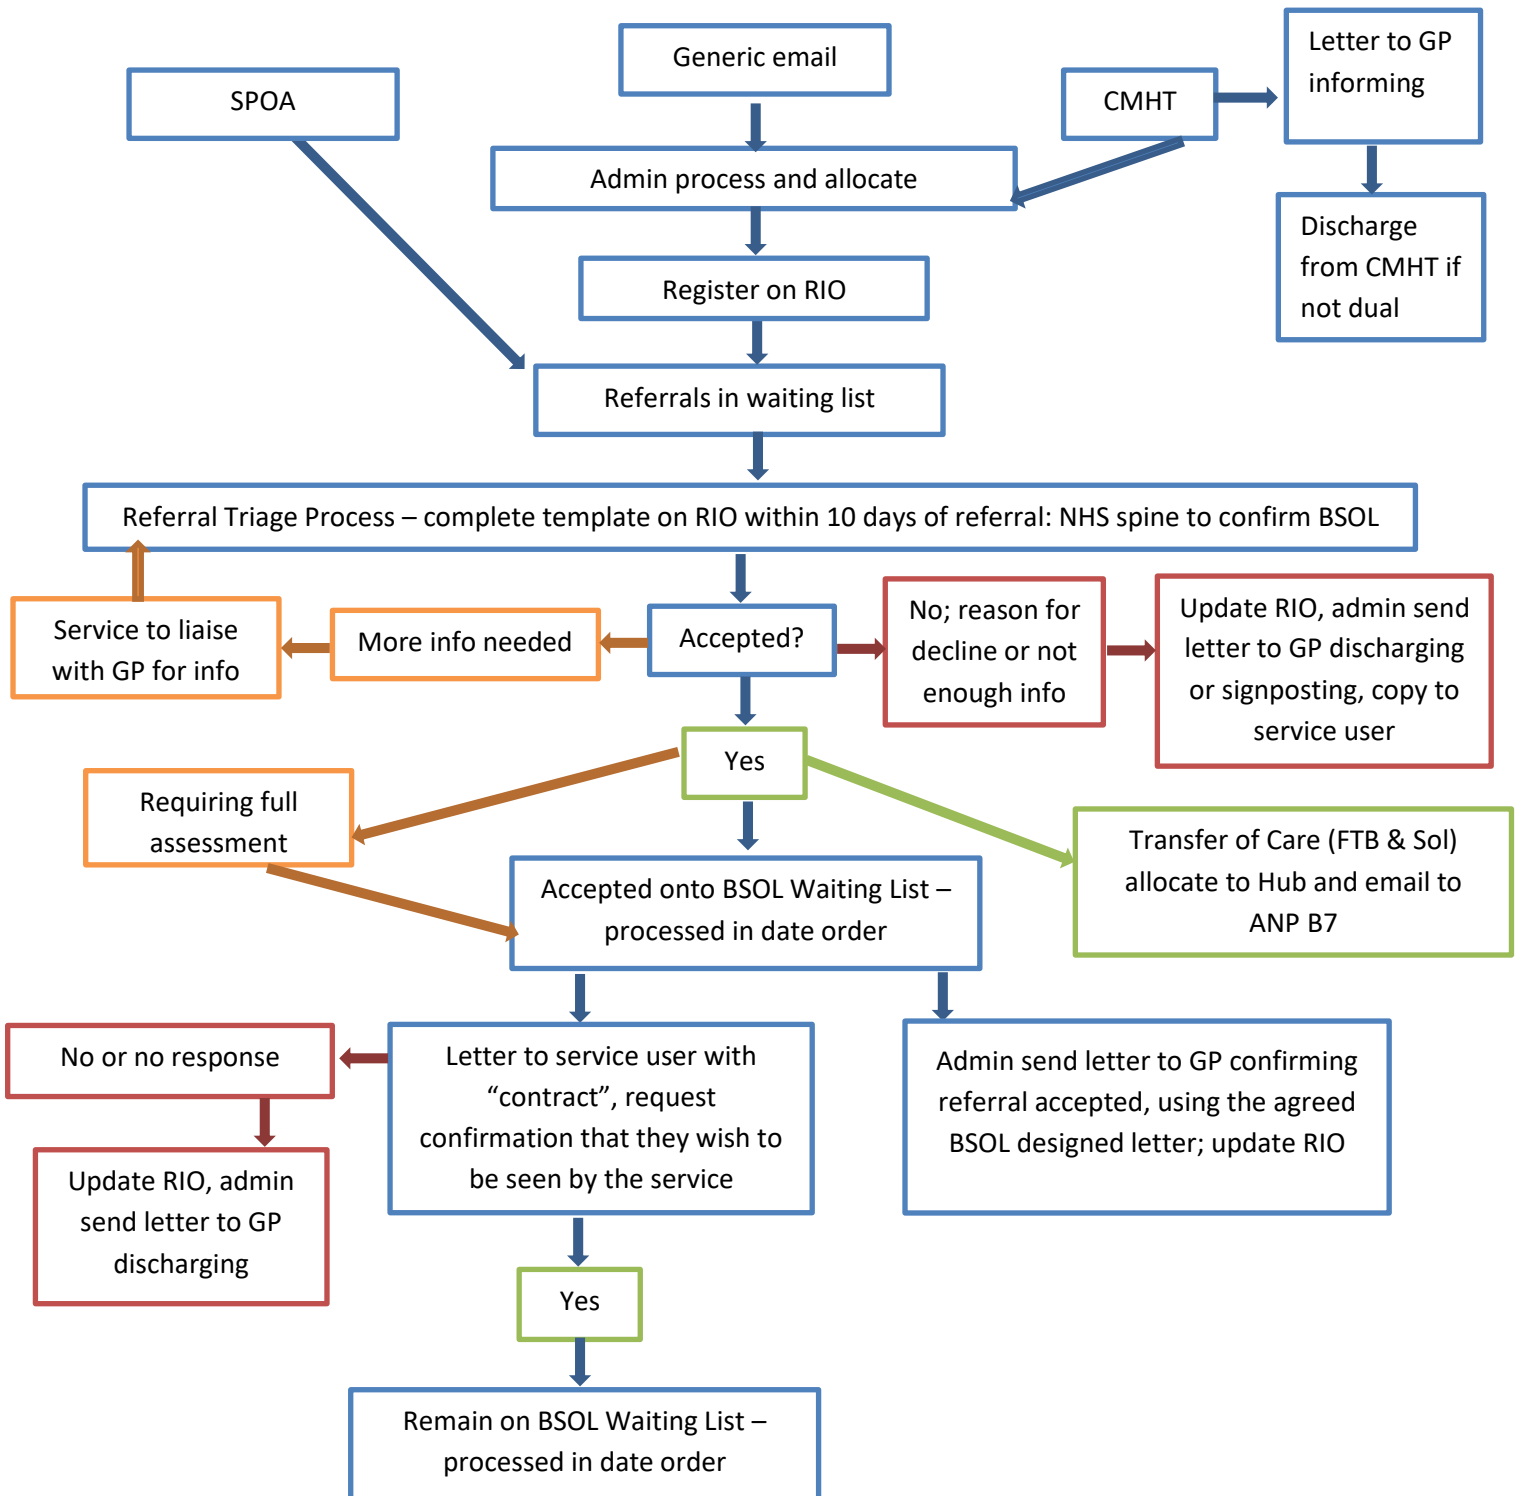 Generic email
Letter to GP
informing
SPOA
CMHT
Admin process and allocate
Discharge
from CMHT if
not dual
Register on RIO
Referrals in waiting list
Referral Triage Process – complete template on RIO within 10 days of referral: NHS spine to confirm BSOL
Service to liaise
with GP for info
More info needed
Accepted?
No; reason for
decline or not
enough info
Update RIO, admin send
letter to GP discharging
or signposting, copy to
service user
Yes
Requiring full
assessment
Transfer of Care (FTB & Sol)
allocate to Hub and email to
ANP B7
Accepted onto BSOL Waiting List –
processed in date order
No or no response
Letter to service user with
“contract”, request
confirmation that they wish to
be seen by the service
Admin send letter to GP confirming
referral accepted, using the agreed
BSOL designed letter; update RIO
Update RIO, admin
send letter to GP
discharging
Yes
Remain on BSOL Waiting List –
processed in date order